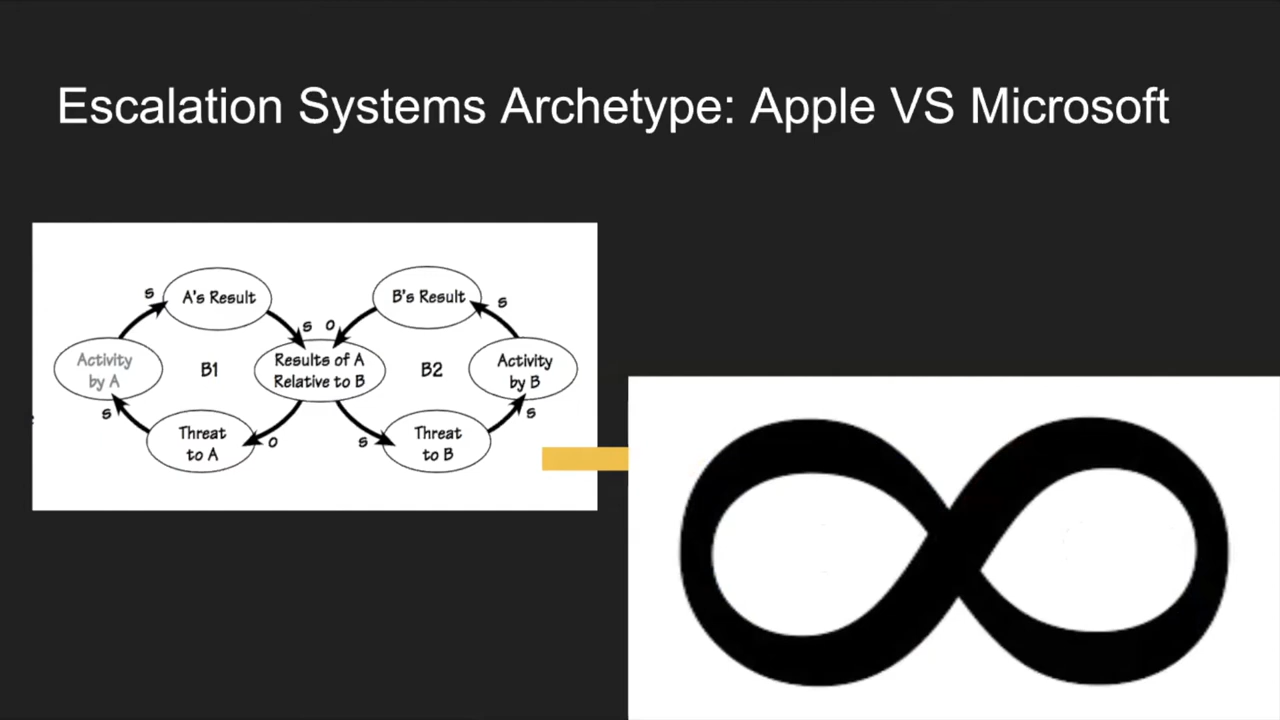 Escalation Systems Archetype: Apple VS Microsoft
s
A's Result
B's Result
s
s
o
Activity
by A
B1
Results of A
Relative to B
B2
Activity
by B
s
Threat
to A
o
s
Threat
to B
s